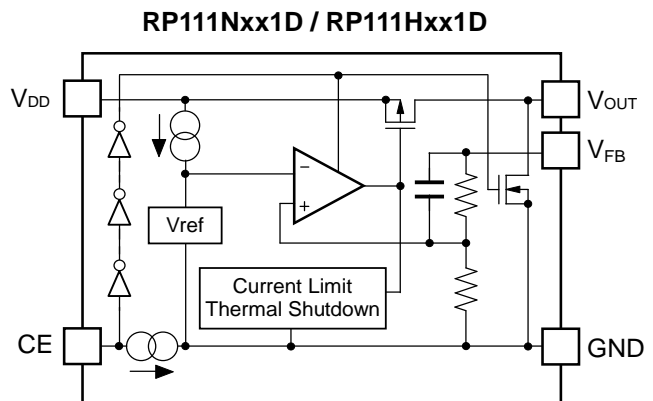 RP111Nxx1D / RP111Hxx1D
VDD
VOUT
VFB
−
+
Vref
Current Limit
Thermal Shutdown
CE
GND